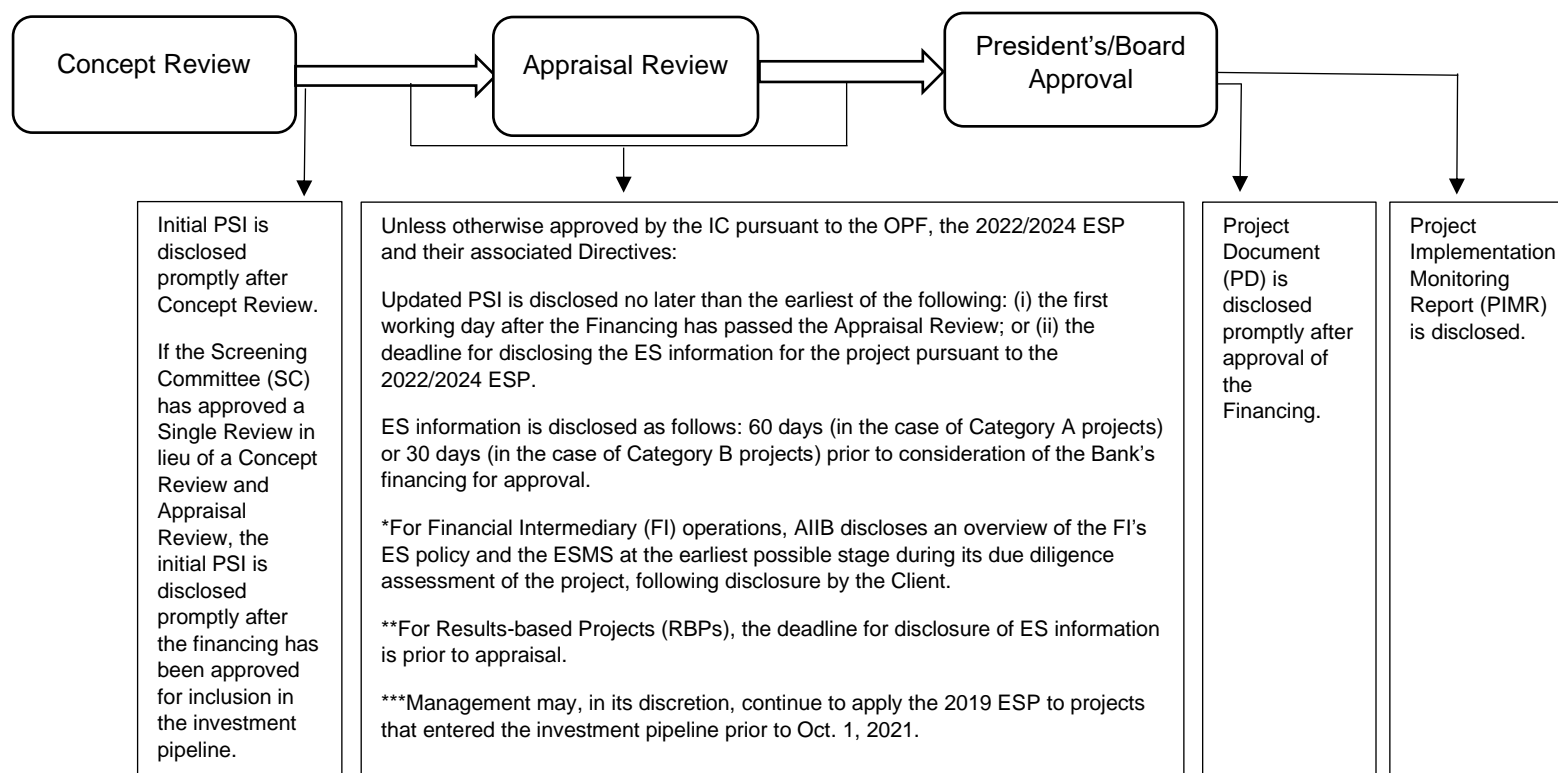 Concept Review
Appraisal Review
President’s/Board
Approval
Initial PSI is
disclosed
promptly after
Concept Review.
If the Screening
Committee (SC)
has approved a
Single Review in
lieu of a Concept
Review and
Appraisal
Review, the
initial PSI is
disclosed
promptly after
the financing has
been approved
for inclusion in
the investment
pipeline.
Unless otherwise approved by the IC pursuant to the OPF, the 2022/2024 ESP
and their associated Directives:
Updated PSI is disclosed no later than the earliest of the following: (i) the first
working day after the Financing has passed the Appraisal Review; or (ii) the
deadline for disclosing the ES information for the project pursuant to the
2022/2024 ESP.
ES information is disclosed as follows: 60 days (in the case of Category A projects)
or 30 days (in the case of Category B projects) prior to consideration of the Bank’s
financing for approval.
*For Financial Intermediary (FI) operations, AIIB discloses an overview of the FI’s
ES policy and the ESMS at the earliest possible stage during its due diligence
assessment of the project, following disclosure by the Client.
**For Results-based Projects (RBPs), the deadline for disclosure of ES information
is prior to appraisal.
***Management may, in its discretion, continue to apply the 2019 ESP to projects
that entered the investment pipeline prior to Oct. 1, 2021.
Project
Document
(PD) is
disclosed
promptly after
approval of
the
Financing.
Project
Implementation
Monitoring
Report (PIMR)
is disclosed.